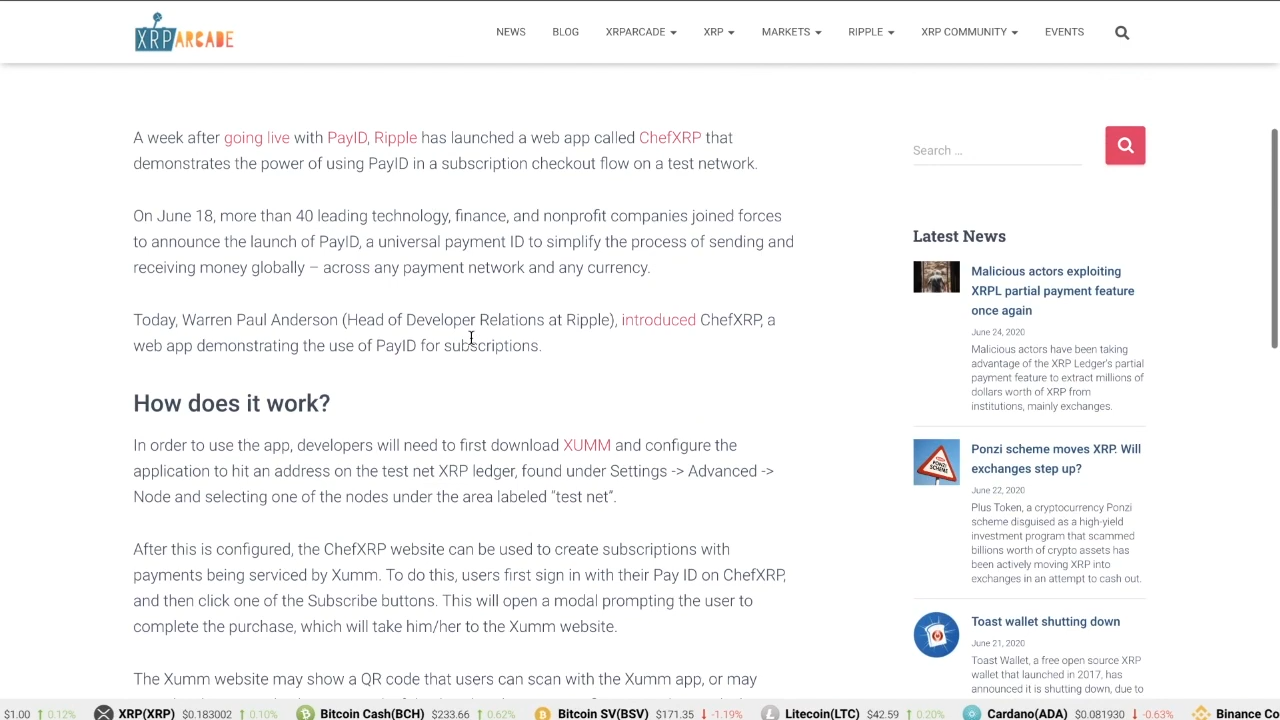 XRPARCADE
NEWS BLOG XRPARCADE XRP MARKETS RIPPLE XRP COMMUNITY EVENTS
A week after going live with PayID, Ripple has launched a web app called ChefXRP that
demonstrates the power of using PayID in a subscription checkout flow on a test network.
On June 18, more than 40 leading technology, finance, and nonprofit companies joined forces
to announce the launch of PayID, a universal payment ID to simplify the process of sending and
receiving money globally – across any payment network and any currency.
Today, Warren Paul Anderson (Head of Developer Relations at Ripple), introduced ChefXRP, a
web app demonstrating the use of PayID for subscriptions.
How does it work?
In order to use the app, developers will need to first download XUMM and configure the
application to hit an address on the test net XRP ledger, found under Settings -> Advanced ->
Node and selecting one of the nodes under the area labeled “test net”.
After this is configured, the ChefXRP website can be used to create subscriptions with
payments being serviced by Xumm. To do this, users first sign in with their Pay ID on ChefXRP,
and then click one of the Subscribe buttons. This will open a modal prompting the user to
complete the purchase, which will take him/her to the Xumm website.
The Xumm website may show a QR code that users can scan with the Xumm app, or may
Search ...
Latest News
Malicious actors exploiting
XRPL partial payment feature
once again
June 24, 2020
Malicious actors have been taking
advantage of the XRP Ledger's partial
payment feature to extract millions of
dollars worth of XRP from
institutions, mainly exchanges.
Ponzi scheme moves XRP. Will
exchanges step up?
June 22, 2020
Plus Token, a cryptocurrency Ponzi
scheme disguised as a high-yield
investment program that scammed
billions worth of crypto assets has
been actively moving XRP into
exchanges in an attempt to cash out.
Toast wallet shutting down
June 21, 2020
Toast Wallet, a free open source XRP
wallet that launched in 2017, has
announced it is shutting down, due to
$1.00 ↑ 0.12% XRP(XRP) $0.183002 ↑ 0.10% Bitcoin Cash(BCH) $233.66 ↑ 0.62% Bitcoin SV(BSV) $171.35 ↓ -1.19% Litecoin(LTC) $42.59 ↑ 0.20% Cardano(ADA) $0.081930 ↓ -0.63% Binance Co